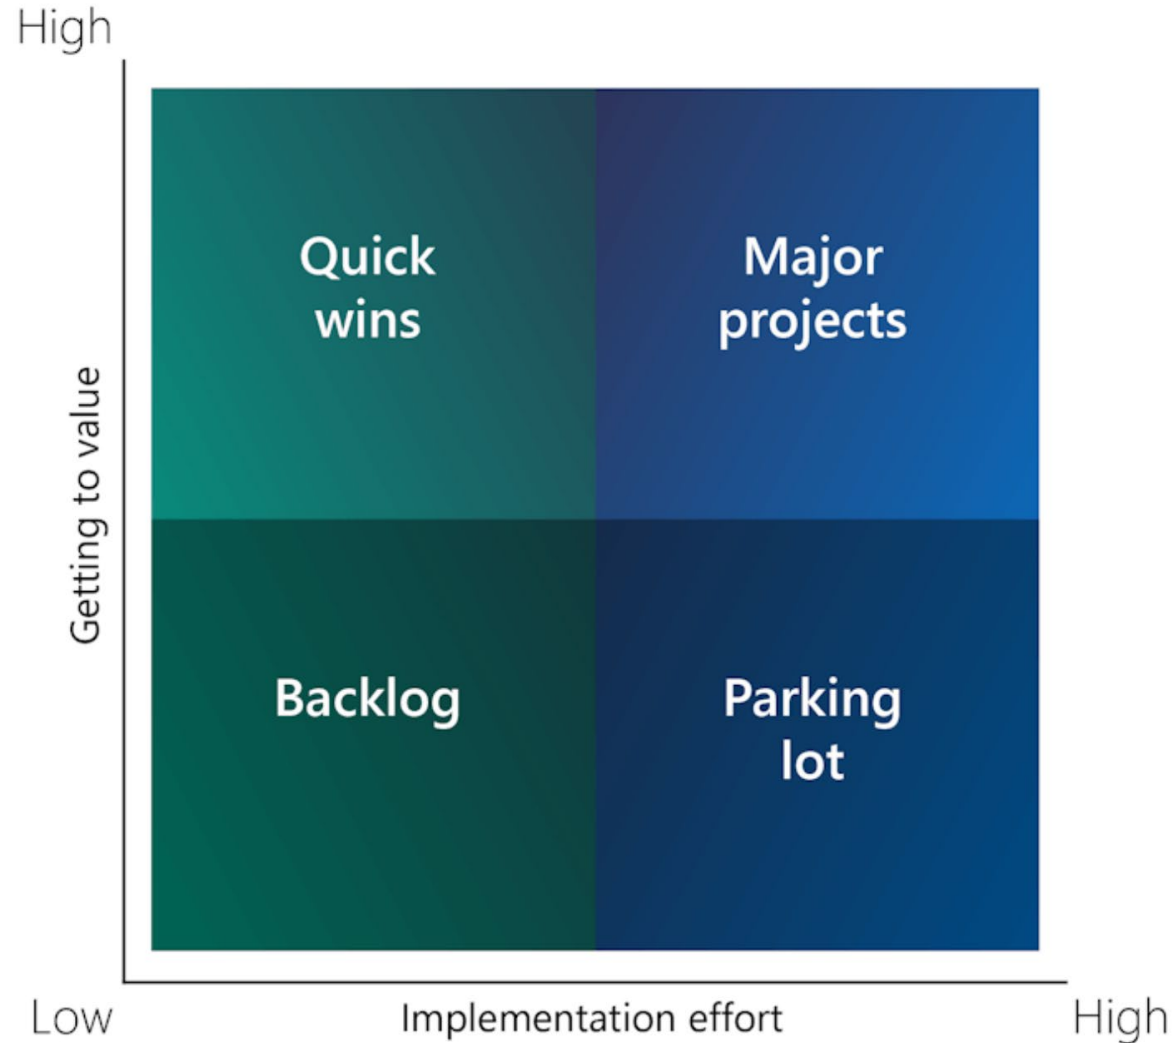 High
Quick
wins
Major
projects
Getting to value
Backlog
Parking
lot
Low
Implementation effort
High